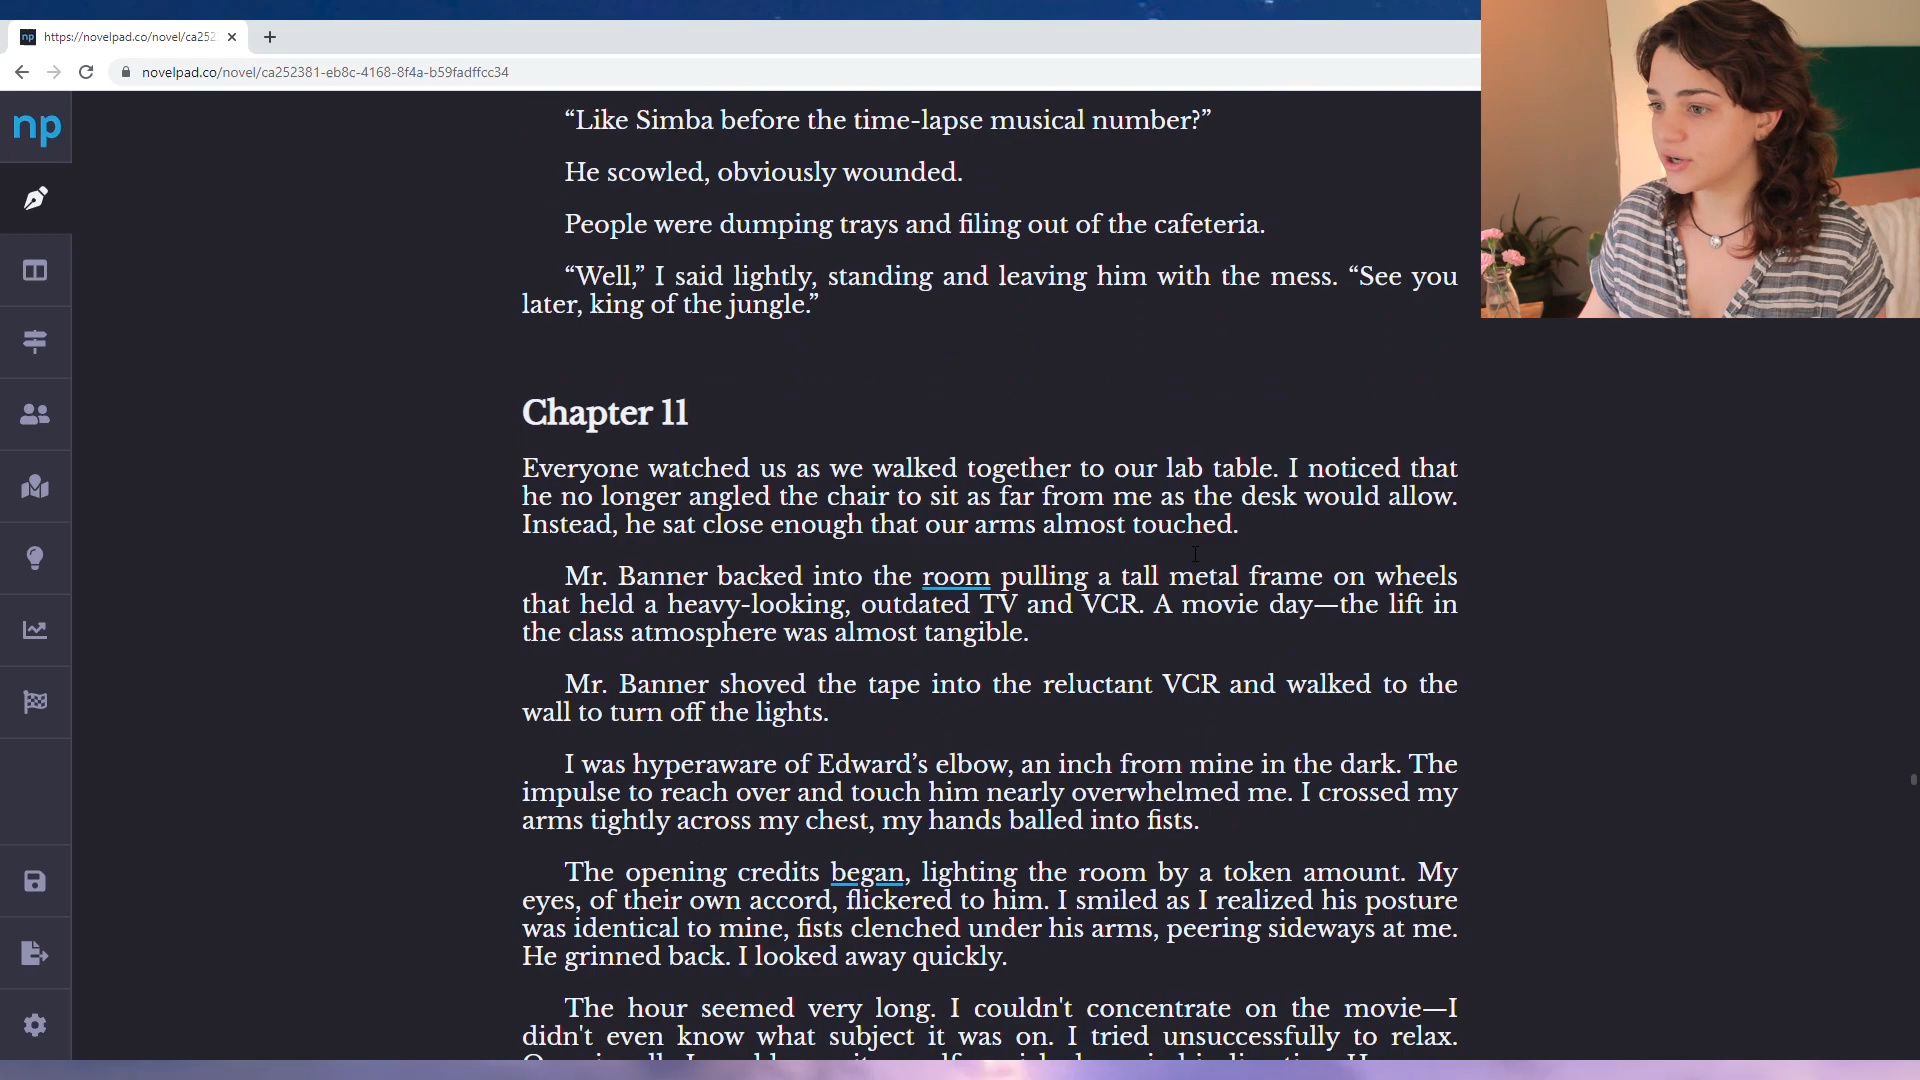 np https://novelpad.co/novel/ca252
novelpad.co/novel/ca252381-eb8c-4168-8f4a-b59fadffcc34
np
“Like Simba before the time-lapse musical number?”
He scowled, obviously wounded.
People were dumping trays and filing out of the cafeteria.
“Well,” I said lightly, standing and leaving him with the mess. “See you
later, king of the jungle.”
Chapter 11
Everyone watched us as we walked together to our lab table. I noticed that
he no longer angled the chair to sit as far from me as the desk would allow.
Instead, he sat close enough that our arms almost touched.
Mr. Banner backed into the room pulling a tall metal frame on wheels
that held a heavy-looking, outdated TV and VCR. A movie day—the lift in
the class atmosphere was almost tangible.
Mr. Banner shoved the tape into the reluctant VCR and walked to the
wall to turn off the lights.
I was hyperaware of Edward’s elbow, an inch from mine in the dark. The
impulse to reach over and touch him nearly overwhelmed me. I crossed my
arms tightly across my chest, my hands balled into fists.
The opening credits began, lighting the room by a token amount. My
eyes, of their own accord, flickered to him. I smiled as I realized his posture
was identical to mine, fists clenched under his arms, peering sideways at me.
He grinned back. I looked away quickly.
The hour seemed very long. I couldn't concentrate on the movie—I
didn't even know what subject it was on. I tried unsuccessfully to relax.